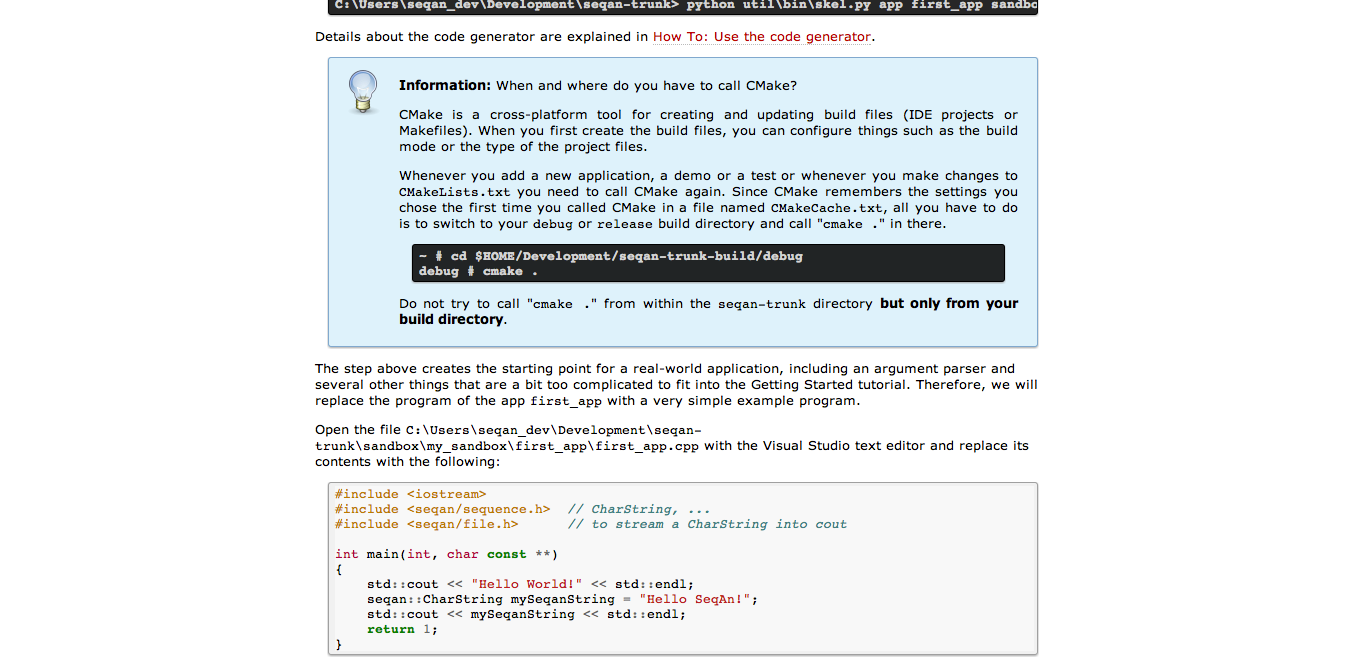 C:\Users\seqan_dev\Development\seqan-trunk> python util\bin\skel.py app first_app sandbo
Details about the code generator are explained in How To: Use the code generator.
Information: When and where do you have to call CMake?
CMake is a cross-platform tool for creating and updating build files (IDE projects or
Makefiles). When you first create the build files, you can configure things such as the build
mode or the type of the project files.
Whenever you add a new application, a demo or a test or whenever you make changes to
CMakeLists.txt you need to call CMake again. Since CMake remembers the settings you
chose the first time you called CMake in a file named CMakeCache.txt, all you have to do
is to switch to your debug or release build directory and call "cmake ." in there.
~ # cd $HOME/Development/seqan-trunk-build/debug
debug # cmake .
Do not try to call "cmake ." from within the seqan-trunk directory but only from your
build directory.
The step above creates the starting point for a real-world application, including an argument parser and
several other things that are a bit too complicated to fit into the Getting Started tutorial. Therefore, we will
replace the program of the app first_app with a very simple example program.
Open the file C:\Users\seqan_dev\Development\seqan-
trunk\sandbox\my_sandbox\first_app\first_app.cpp with the Visual Studio text editor and replace its
contents with the following:
#include <iostream>
#include <seqan/sequence.h>  // CharString, ...
#include <seqan/file.h>      // to stream a CharString into cout
int main(int, char const **)
{
    std::cout << "Hello World!" << std::endl;
    seqan::CharString mySeqanString = "Hello SeqAn!";
    std::cout << mySeqanString << std::endl;
    return 1;
}